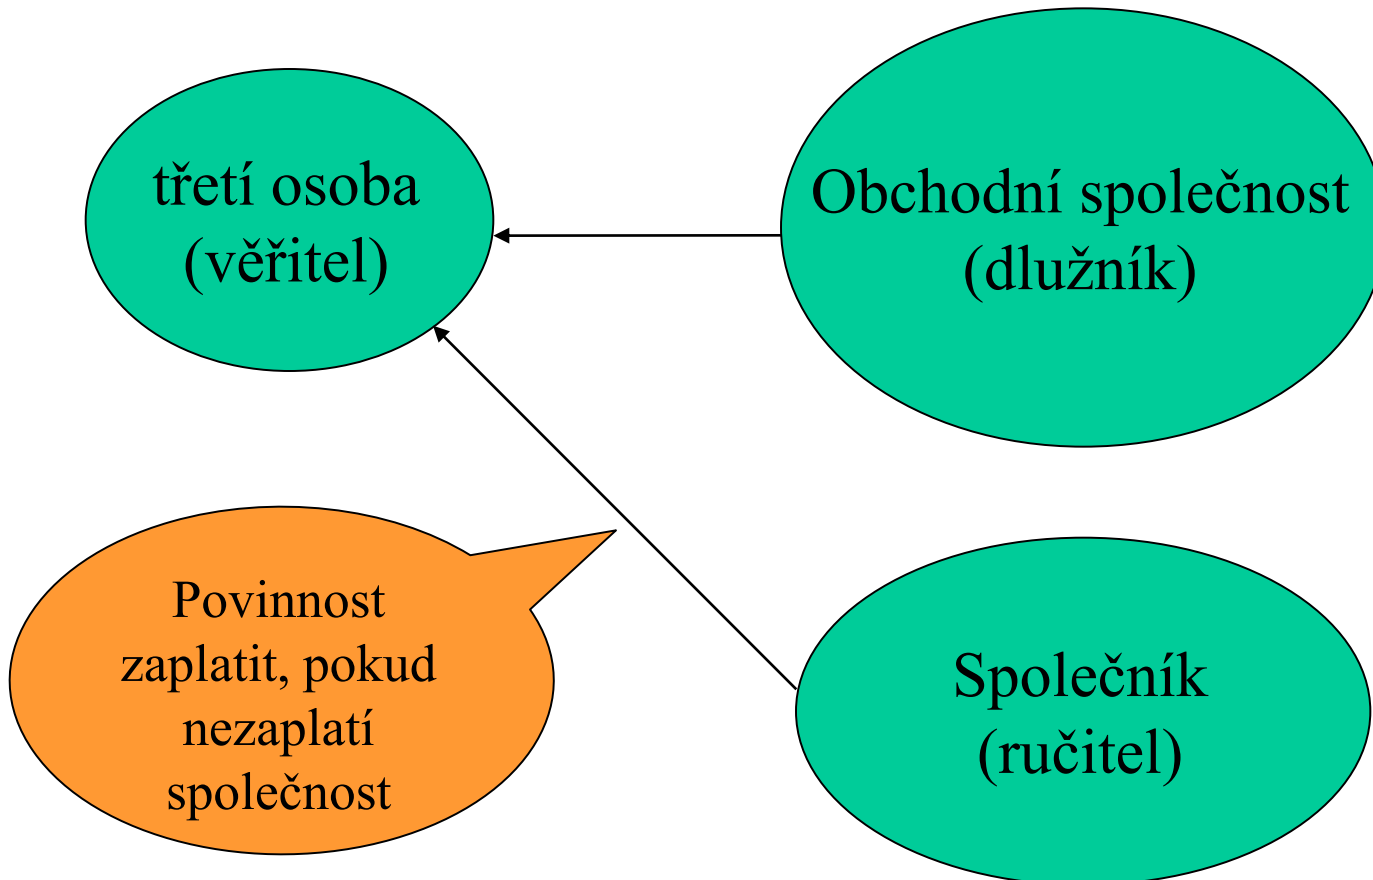 třetí osoba
(věřitel)
Obchodní společnost
(dlužník)
Povinnost
zaplatit, pokud
nezaplatí
společnost
Společník
(ručitel)